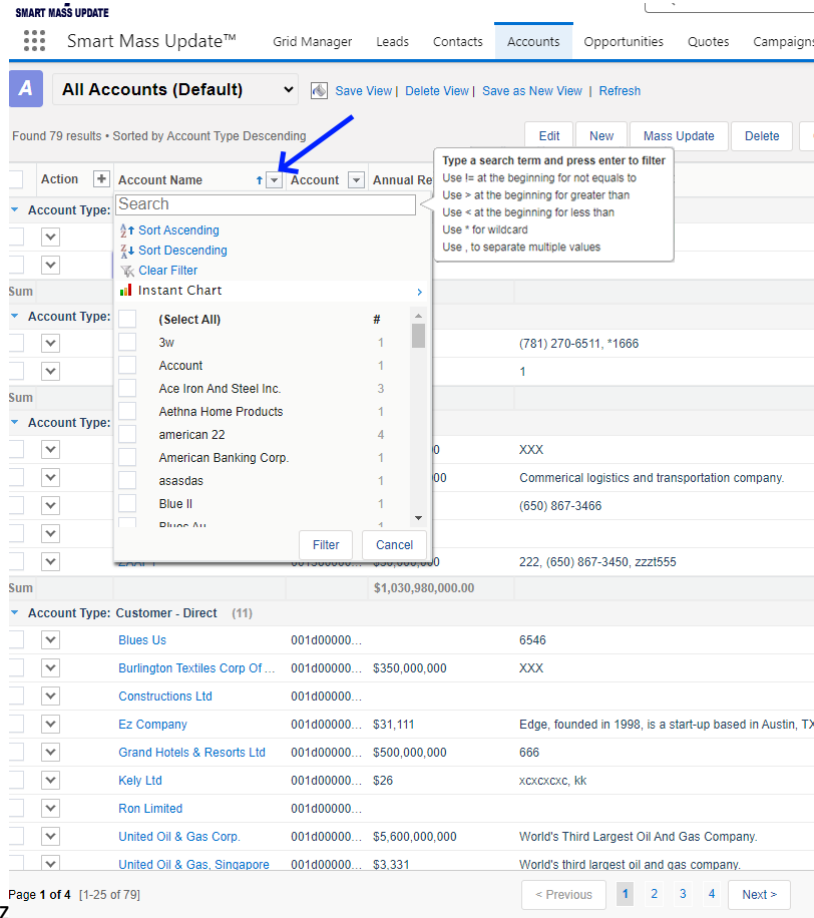 SMART MASS UPDATE
Smart Mass Update™ Grid Manager Leads Contacts Accounts Opportunities Quotes Campaigns
A All Accounts (Default) Save View | Delete View | Save as New View | Refresh
Found 79 results • Sorted by Account Type Descending Edit New Mass Update Delete
Action + Account Name Account Annual Re
Type a search term and press enter to filter
Use != at the beginning for not equals to
Use > at the beginning for greater than
Use < at the beginning for less than
Use * for wildcard
Use , to separate multiple values
Account Type:
Search
Sort Ascending
Sort Descending
Clear Filter
Sum
Instant Chart >
Account Type:
(Select All) #
3w 1 (781) 270-6511, *1666
Account 1 1
Ace Iron And Steel Inc. 3
Sum
Aethna Home Products 1
Account Type:
american 22 4
American Banking Corp. 1 0 XXX
asasdas 1 00 Commerical logistics and transportation company.
Blue II 1 (650) 867-3466
Blues Au 1
Filter Cancel
222, (650) 867-3450, zzzt555
Sum $1,030,980,000.00
Account Type: Customer - Direct (11)
Blues Us 001d00000... 6546
Burlington Textiles Corp Of ... 001d00000... $350,000,000 XXX
Constructions Ltd 001d00000...
Ez Company 001d00000... $31,111 Edge, founded in 1998, is a start-up based in Austin, TX
Grand Hotels & Resorts Ltd 001d00000... $500,000,000 666
Kely Ltd 001d00000... $26 xcxcxcxc, kk
Ron Limited 001d00000...
United Oil & Gas Corp. 001d00000... $5,600,000,000 World's Third Largest Oil And Gas Company.
United Oil & Gas, Singapore 001d00000... $3,331 World's third largest oil and gas company.
Page 1 of 4 [1-25 of 79] < Previous 1 2 3 4 Next >
7